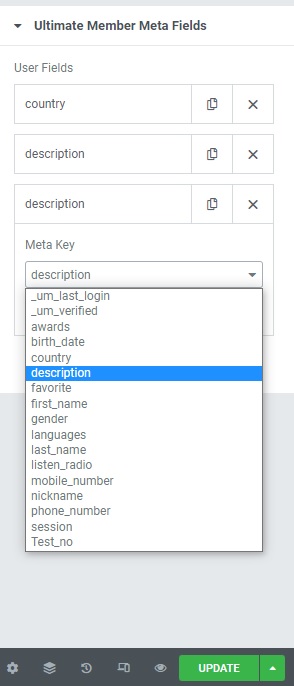 Ultimate Member Meta Fields
User Fields
country
description
description
Meta Key
description
_um_last_login
_um_verified
awards
birth_date
country
description
favorite
first_name
gender
languages
last_name
listen_radio
mobile_number
nickname
phone_number
session
Test_no
UPDATE